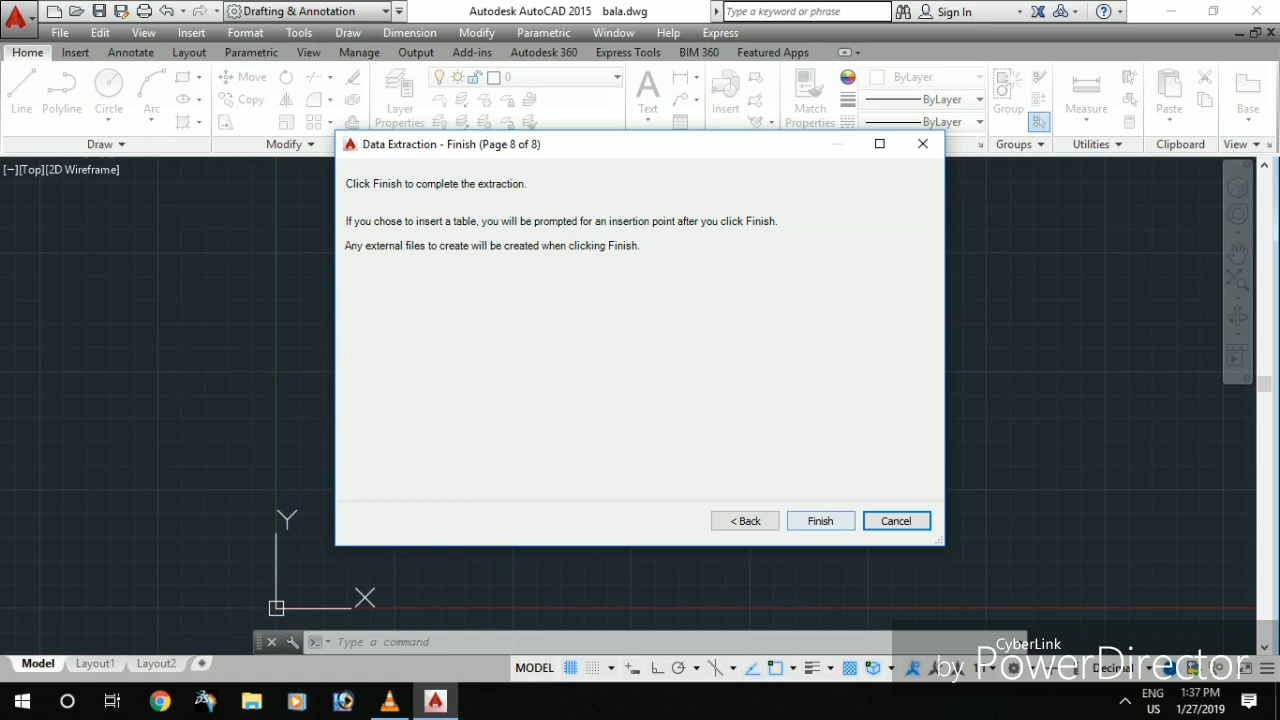 Drafting & Annotation
Autodesk AutoCAD 2015 bala.dwg
Type a keyword or phrase
Sign In
File Edit View Insert Format Tools Draw Dimension Modify Parametric Window Help Express
Home Insert Annotate Layout Parametric View Manage Output Add-ins Autodesk 360 Express Tools BIM 360 Featured Apps
Move
0
ByLayer
Copy
ByLayer
Line Polyline Circle Arc
Layer
Properties
Text
Insert
Match
Properties
Group
Measure
Paste
Base
ByLayer
Draw
Modify
Groups
Utilities
Clipboard
View
Data Extraction - Finish (Page 8 of 8)
[−][Top][2D Wireframe]
Click Finish to complete the extraction.
If you chose to insert a table, you will be prompted for an insertion point after you click Finish.
Any external files to create will be created when clicking Finish.
< Back
Finish
Cancel
Y
X
Type a command
CyberLink
by PowerDirector
Model Layout1 Layout2
MODEL
1:1
Decimal
ENG
US
1:37 PM
1/27/2019